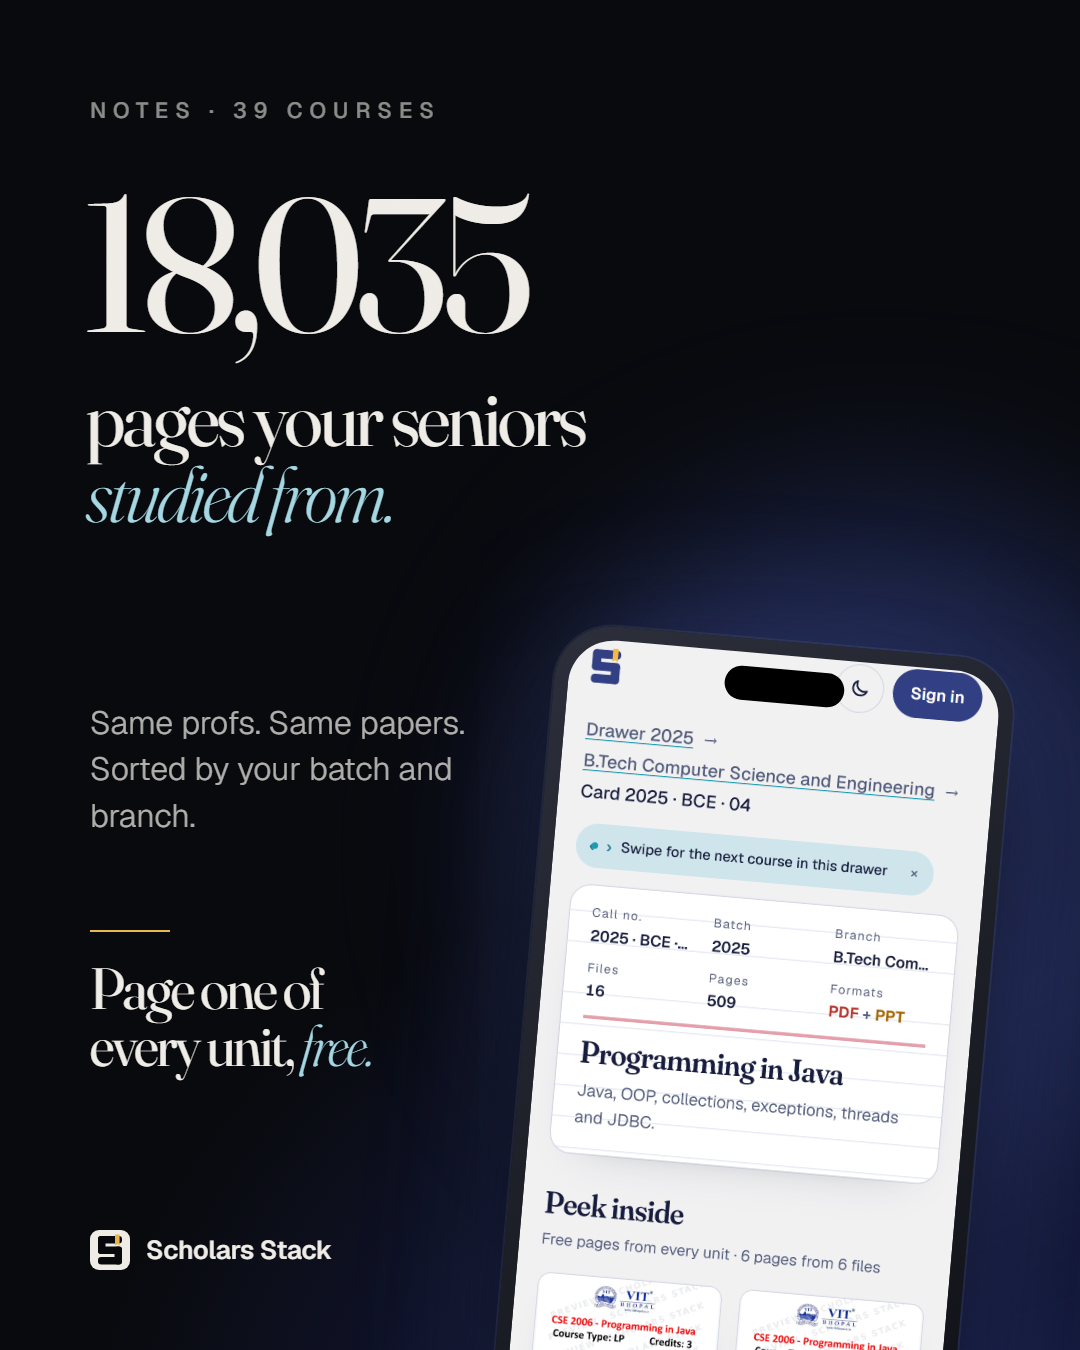 NOTES · 39 COURSES
18,035
pages your seniors
studied from.
Same profs. Same papers.
Sorted by your batch and
branch.
Page one of
every unit, free.
Scholars Stack
Sign in
Drawer 2025 →
B.Tech Computer Science and Engineering →
Card 2025 · BCE · 04
› Swipe for the next course in this drawer ×
Call no. Batch Branch
2025 · BCE ·... 2025 B.Tech Com...
Files Pages Formats
16 509 PDF + PPT
Programming in Java
Java, OOP, collections, exceptions, threads
and JDBC.
Peek inside
Free pages from every unit · 6 pages from 6 files
VIT
BHOPAL
CSE 2006 - Programming in Java
Course Type: LP Credits: 3
VIT
BHOPAL
CSE 2006 - Programming in Java